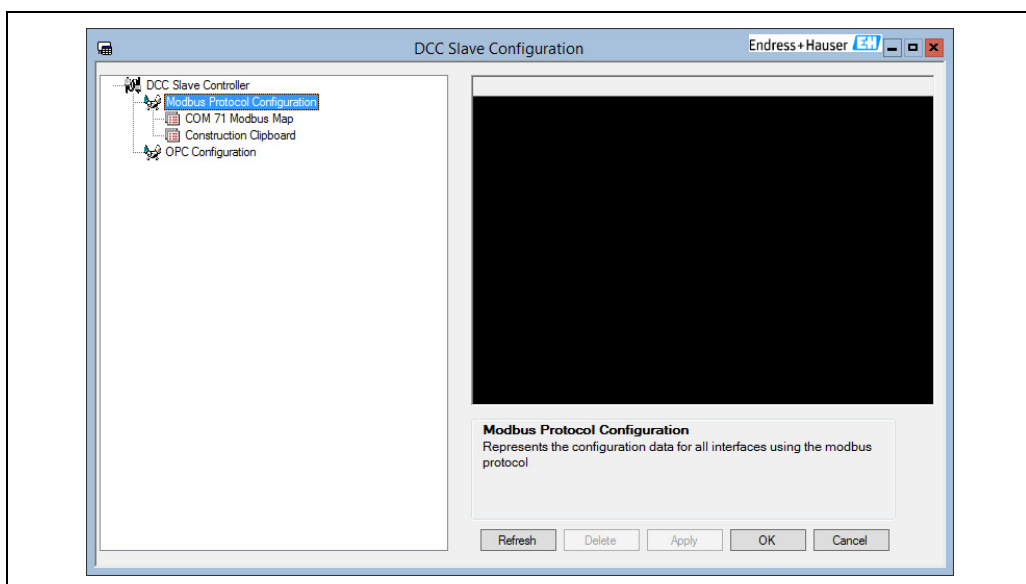 DCC Slave Configuration
Endress+Hauser EH
DCC Slave Controller
Modbus Protocol Configuration
COM 71 Modbus Map
Construction Clipboard
OPC Configuration
Modbus Protocol Configuration
Represents the configuration data for all interfaces using the modbus
protocol
Refresh Delete Apply OK Cancel